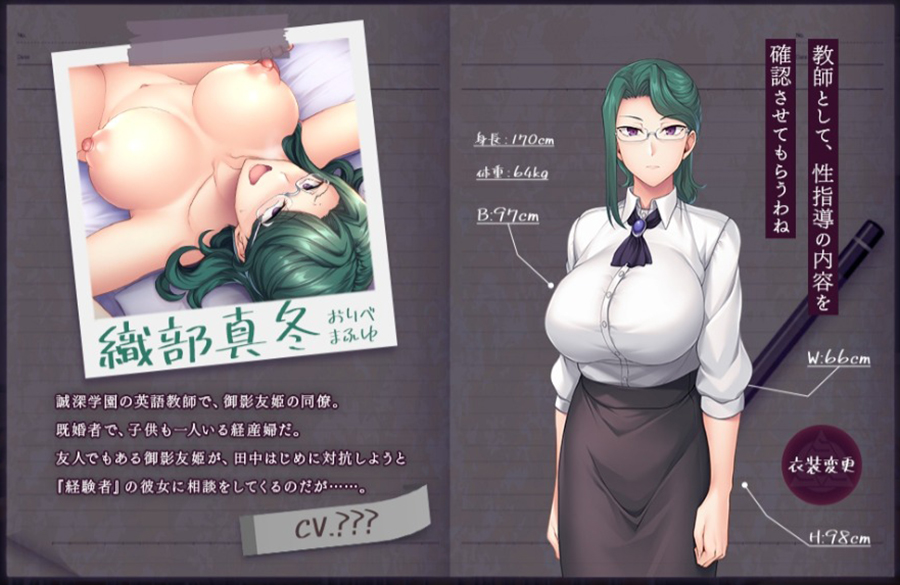 織部真冬
おりべ
まふゆ
誠深学園の英語教師で、御影友姫の同僚。
既婚者で、子供も一人いる経産婦だ。
友人でもある御影友姫が、田中はじめに対抗しようと
『経験者』の彼女に相談をしてくるのだが……。
CV.???
教師として、性指導の内容を
確認させてもらうわね
身長:170cm
体重:64kg
B:97cm
W:66cm
衣装変更
H:98cm